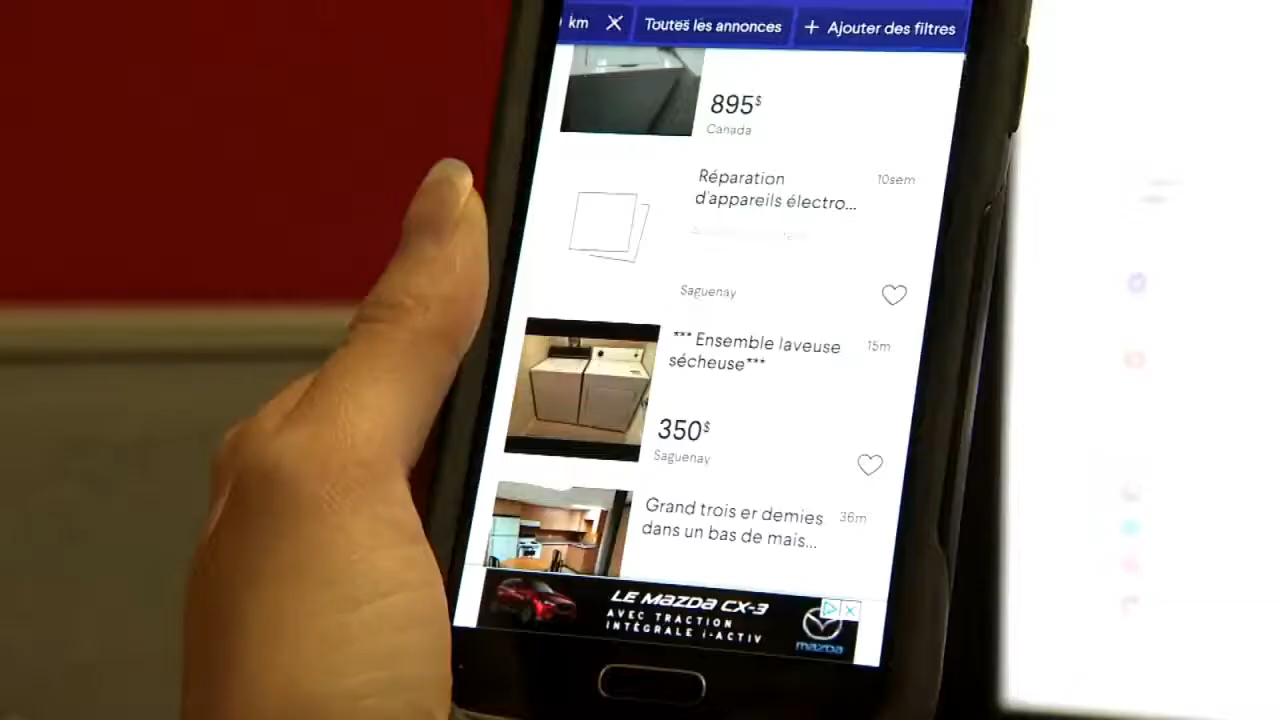 km
Toutes les annonces
+ Ajouter des filtres
895$
Canada
Réparation
d'appareils électro...
10sem
Saguenay
*** Ensemble laveuse
sécheuse***
15m
350$
Saguenay
Grand trois er demies
dans un bas de mais...
36m
LE MAZDA CX-3
AVEC TRACTION
INTÉGRALE i-ACTIV
mazda